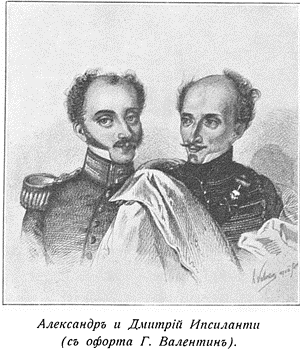 Александръ и Дмитрій Ипсиланти
(съ офорта Г. Валентинъ).